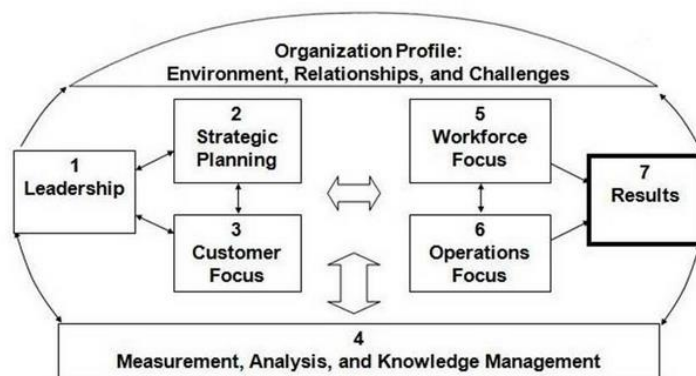 Organization Profile:
Environment, Relationships, and Challenges
1
Leadership
2
Strategic
Planning
3
Customer
Focus
5
Workforce
Focus
6
Operations
Focus
7
Results
4
Measurement, Analysis, and Knowledge Management